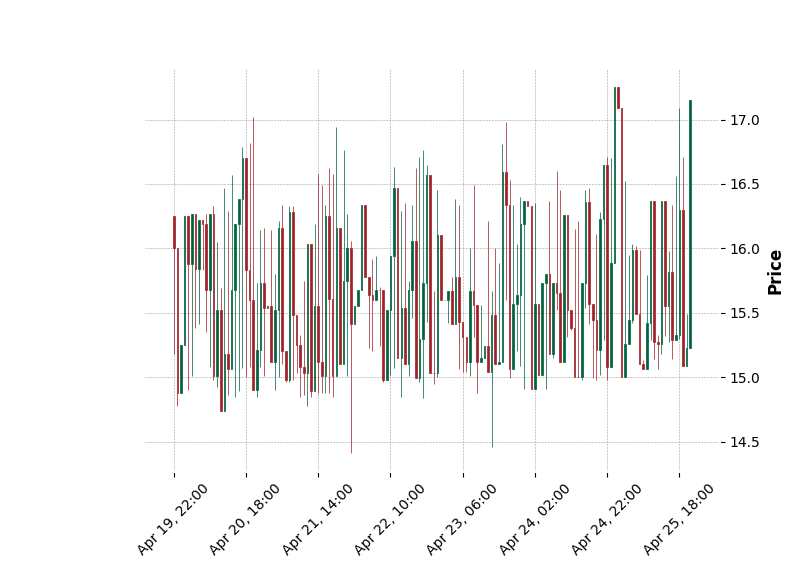 17.0
16.5
16.0
15.5
15.0
14.5
Price
Apr 19, 22:00
Apr 20, 18:00
Apr 21, 14:00
Apr 22, 10:00
Apr 23, 06:00
Apr 24, 02:00
Apr 24, 22:00
Apr 25, 18:00